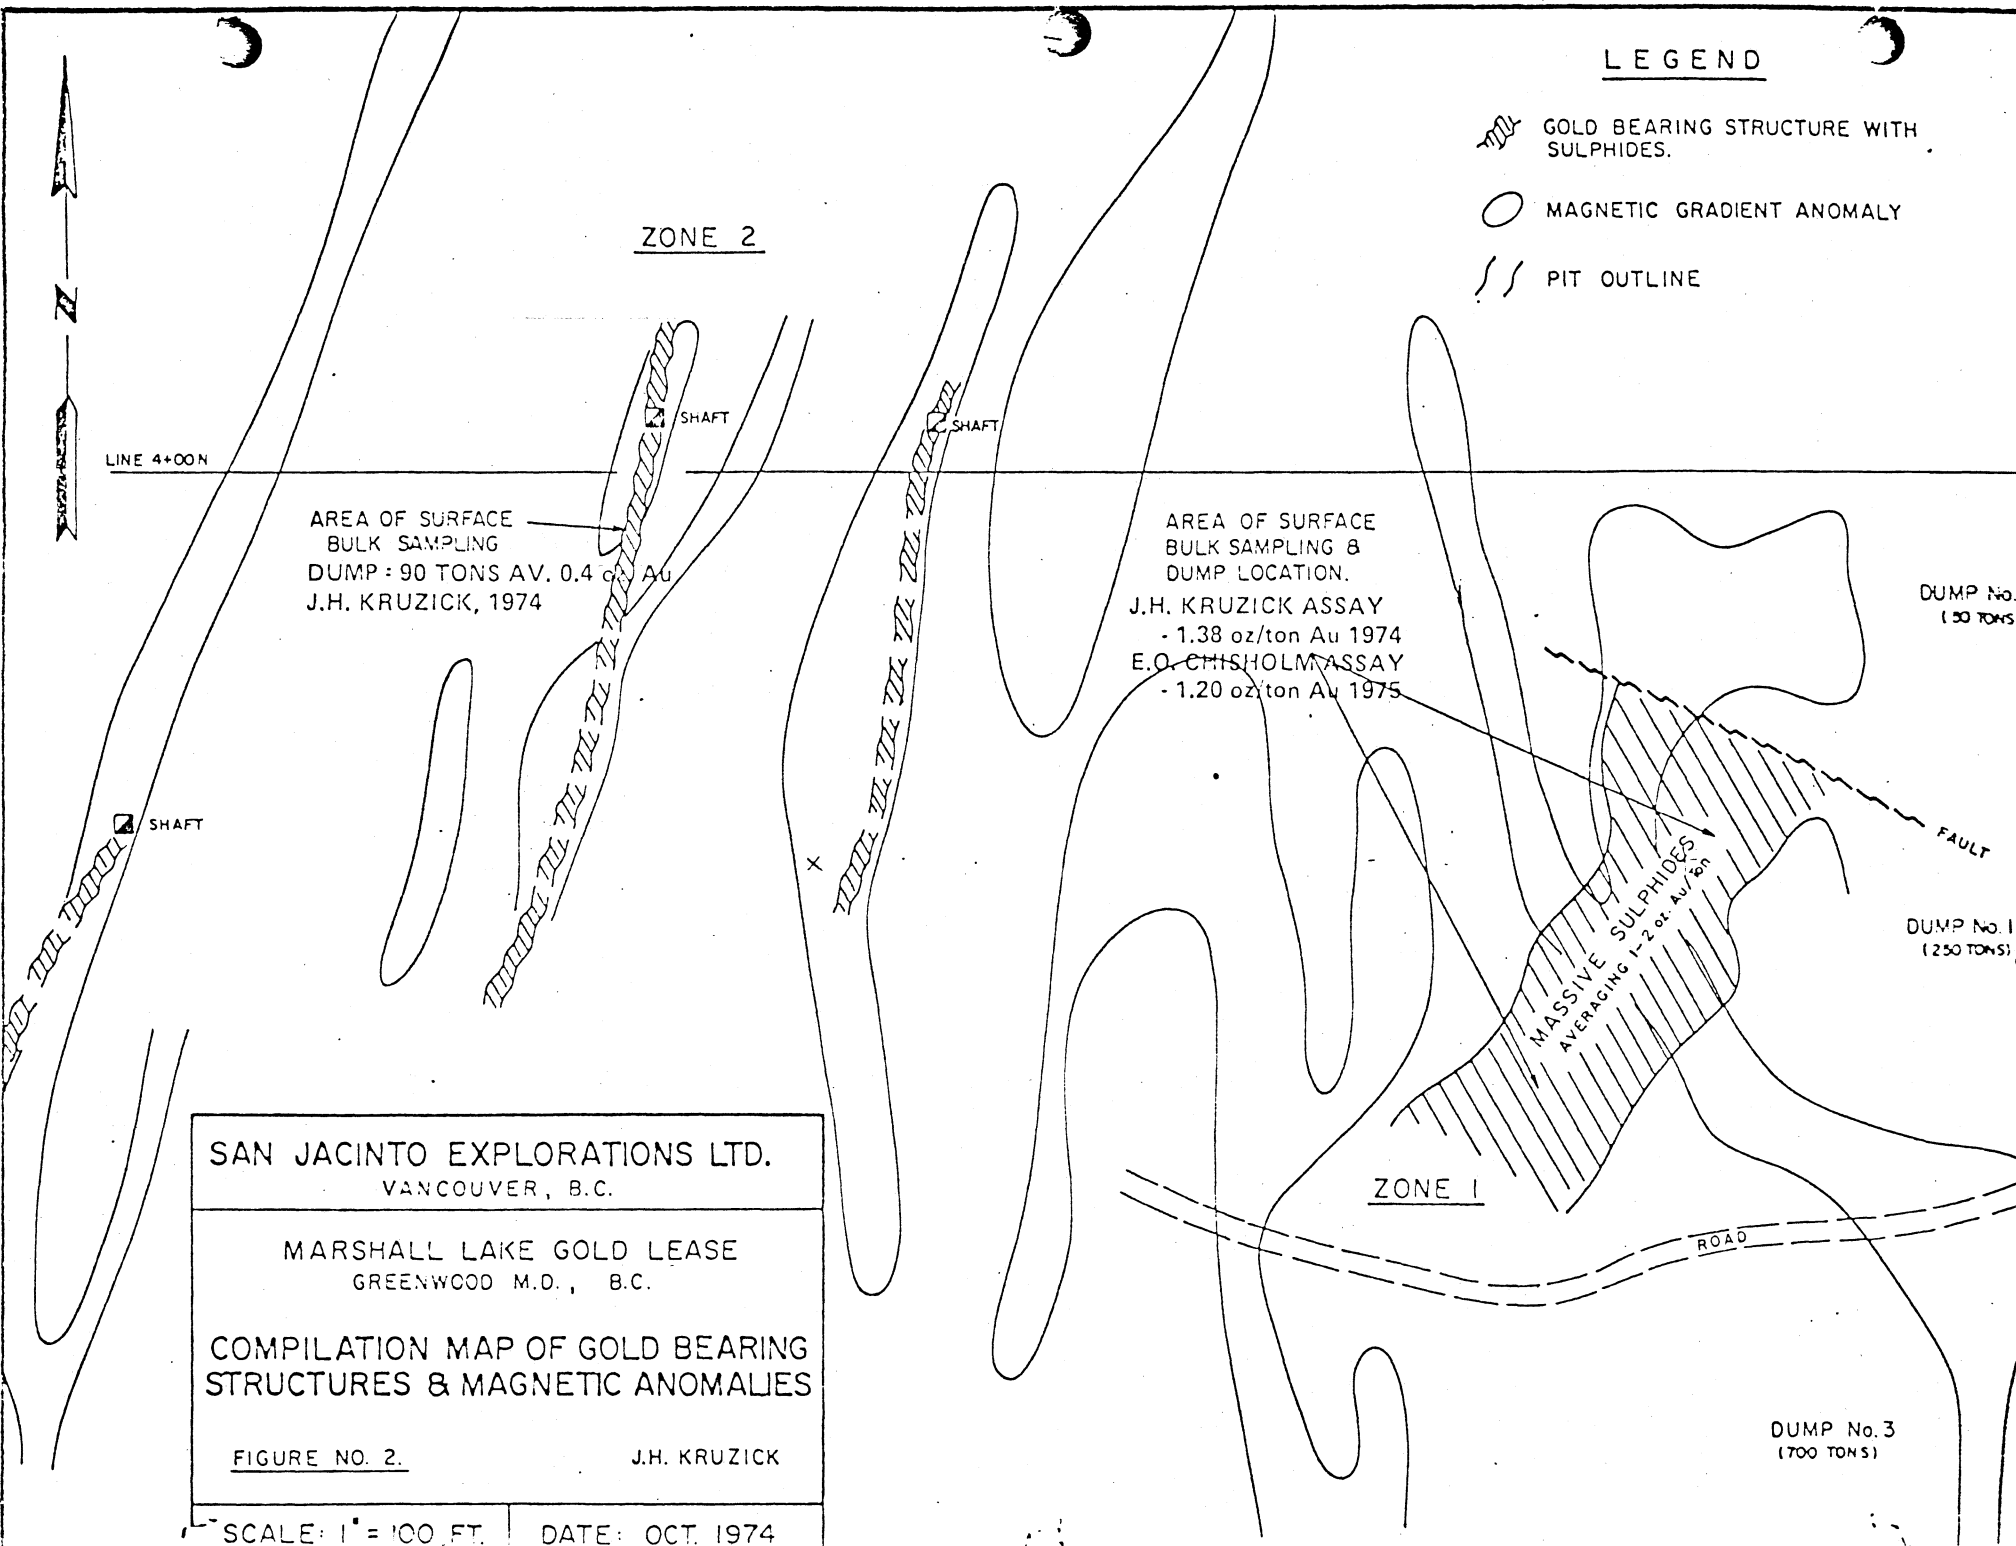 LEGEND
GOLD BEARING STRUCTURE WITH
SULPHIDES.
MAGNETIC GRADIENT ANOMALY
PIT OUTLINE
ZONE 2
N
SHAFT
SHAFT
LINE 4+00N
AREA OF SURFACE
BULK SAMPLING
DUMP : 90 TONS AV. 0.4 Au
J.H. KRUZICK, 1974
AREA OF SURFACE
BULK SAMPLING &
DUMP LOCATION.
J.H. KRUZICK ASSAY
- 1.38 oz/ton Au 1974
E.O. CHISHOLM ASSAY
- 1.20 oz/ton Au 1975
DUMP No.
(50 TONS
SHAFT
FAULT
MASSIVE SULPHIDES
AVERAGING 1-2 oz. Au/ton
DUMP No. 1
(250 TONS)
ZONE 1
ROAD
DUMP No. 3
(700 TONS)
SAN JACINTO EXPLORATIONS LTD.
VANCOUVER, B.C.
MARSHALL LAKE GOLD LEASE
GREENWOOD M.D., B.C.
COMPILATION MAP OF GOLD BEARING
STRUCTURES & MAGNETIC ANOMALIES
FIGURE NO. 2. J.H. KRUZICK
SCALE: 1" = 100 FT. DATE: OCT. 1974